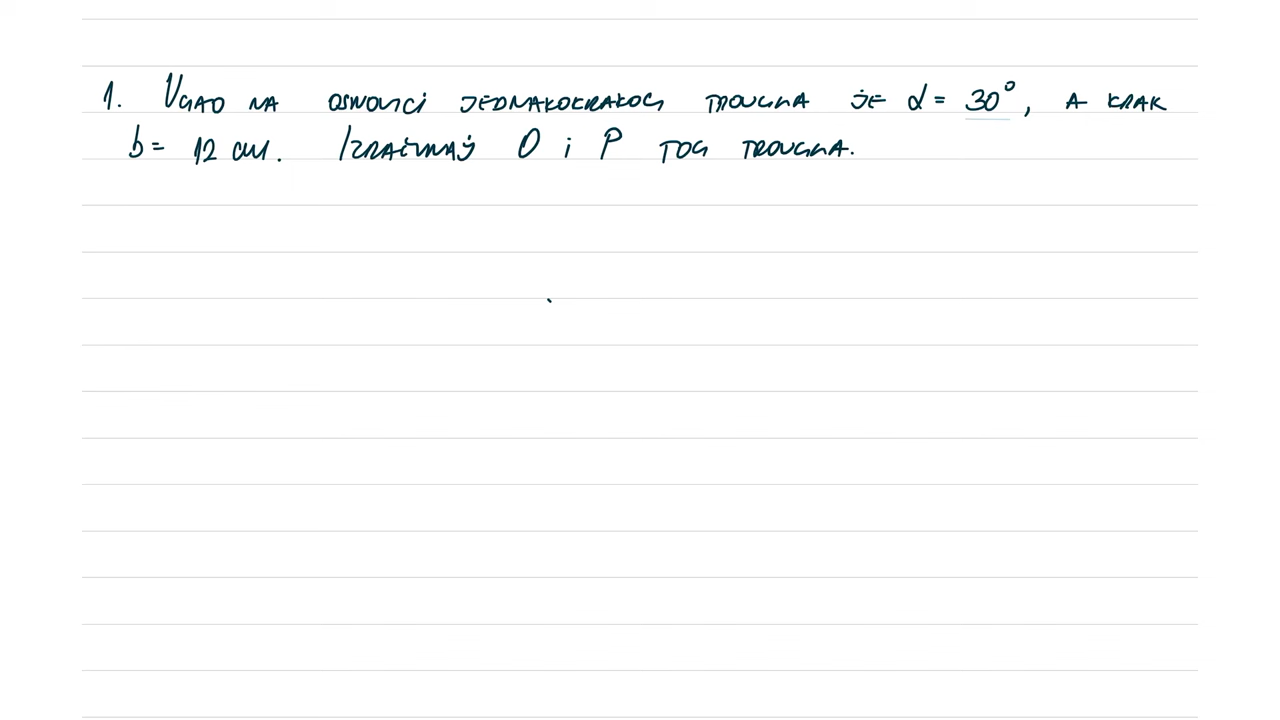 1. UGAO NA OSNOVICI JEDNAKOKRAKOG TROUGLA JE α = 30°, A KRAK
b = 12 cm. IZRAČUNAJ O i P TOG TROUGLA.